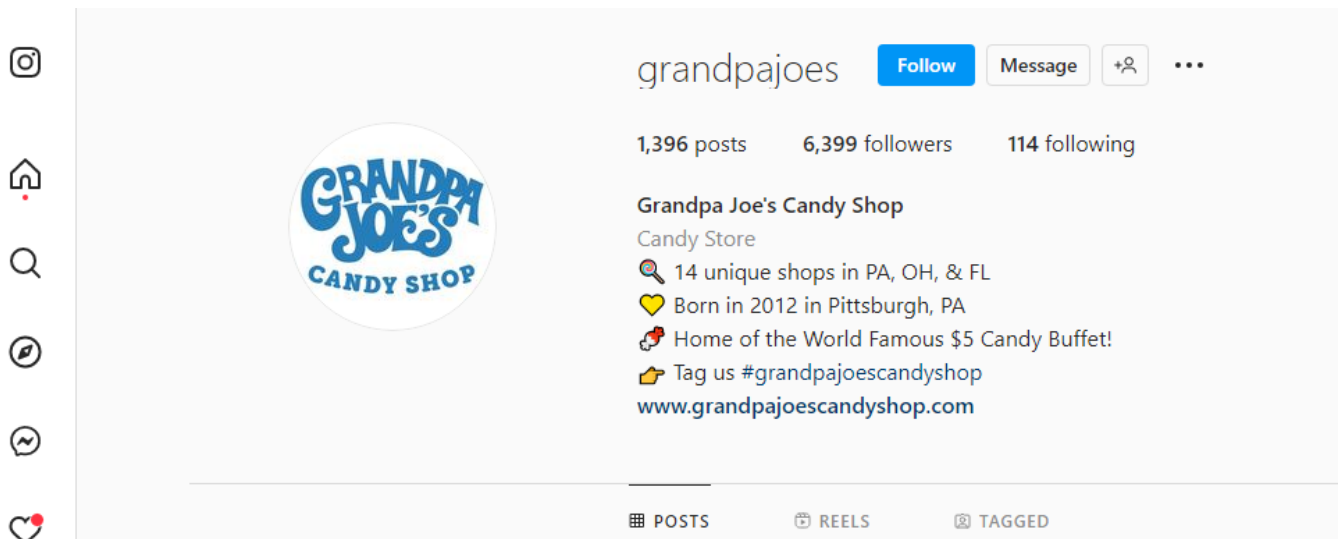 grandpajoes Follow Message
1,396 posts 6,399 followers 114 following
GRANDPA
JOE'S
CANDY SHOP
Grandpa Joe's Candy Shop
Candy Store
🍭 14 unique shops in PA, OH, & FL
💛 Born in 2012 in Pittsburgh, PA
Home of the World Famous $5 Candy Buffet!
👉 Tag us #grandpajoescandyshop
www.grandpajoescandyshop.com
POSTS REELS TAGGED